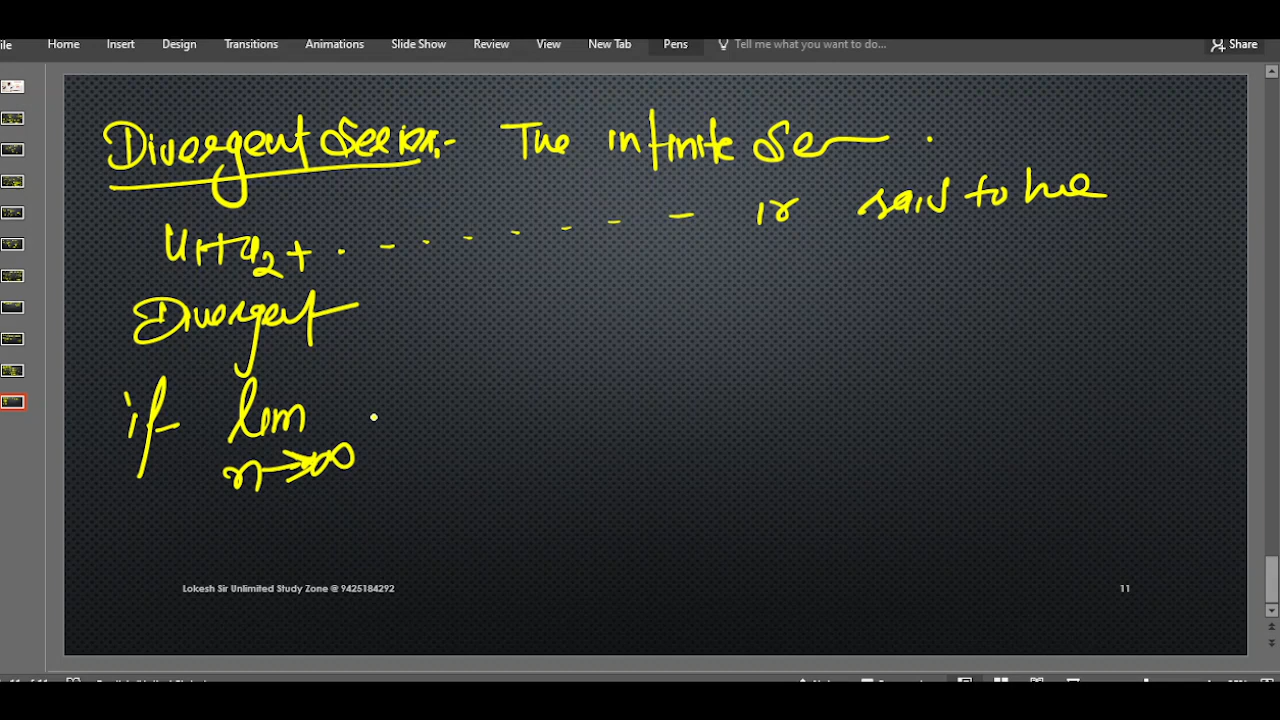 File Home Insert Design Transitions Animations Slide Show Review View New Tab Pens Tell me what you want to do... Share
Divergent Series:- The infinite Se
U1+U2+ . - - - - - - - is said to be
Divergent
if lim
n→∞
Lokesh Sir Unlimited Study Zone @ 9425184292 11